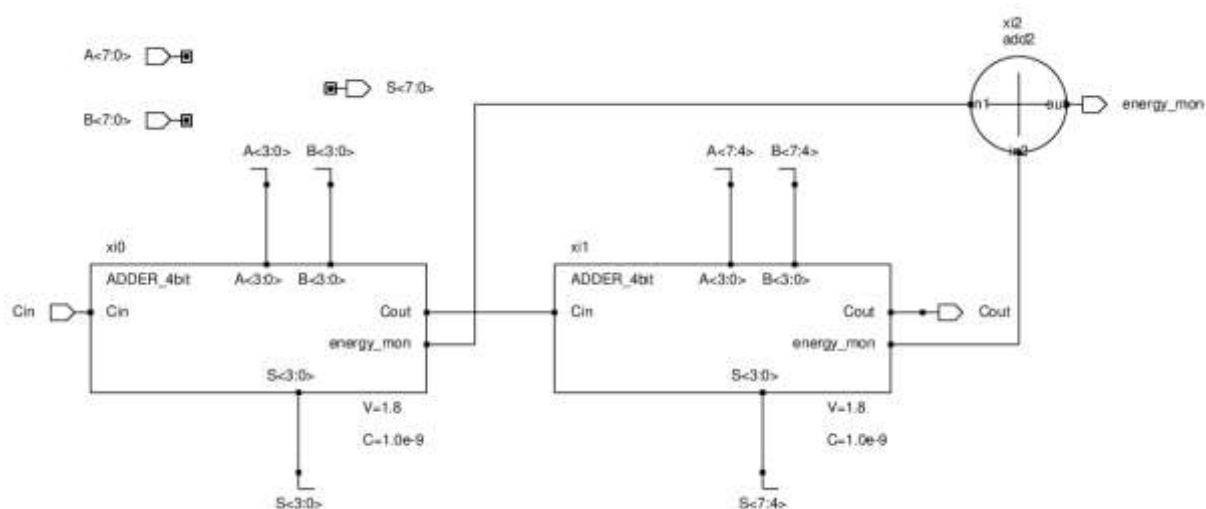 xi2
add2
A<7:0>
S<7:0>
B<7:0>
in1
out
energy_mon
in2
A<3:0> B<3:0>
A<7:4> B<7:4>
xi0
xi1
ADDER_4bit A<3:0> B<3:0>
ADDER_4bit A<3:0> B<3:0>
Cin
Cin
Cout
Cin
Cout
Cout
energy_mon
energy_mon
S<3:0>
S<3:0>
V=1.8
V=1.8
C=1.0e-9
C=1.0e-9
S<3:0>
S<7:4>